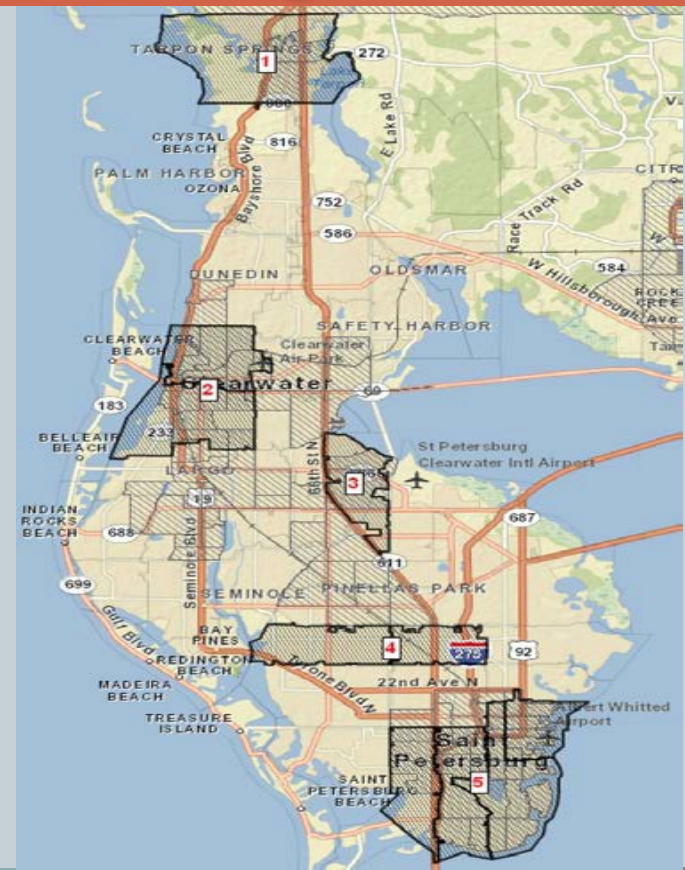 TARPON SPRINGS
1
272
CRYSTAL
BEACH
816
E Lake Rd
PALM HARBOR
OZONA
Bayshore Blvd
752
586
Race Track Rd
584
W Hillsborough Ave
DUNEDIN
OLDSMAR
SAFETY HARBOR
CLEARWATER
BEACH
Clearwater
Air Park
Clearwater
2
60
183
233
BELLEAIR
BEACH
LARGO
66th St N
St Petersburg
Clearwater Intl Airport
3
19
INDIAN
ROCKS
BEACH
688
687
611
699
Seminole Blvd
SEMINOLE
PINELLAS PARK
Gulf Blvd
BAY
PINES
4
275
92
REDINGTON
BEACH
Tyrone Blvd N
22nd Ave N
MADEIRA
BEACH
TREASURE
ISLAND
Albert Whitted
Airport
Saint
Petersburg
5
SAINT
PETERSBURG
BEACH